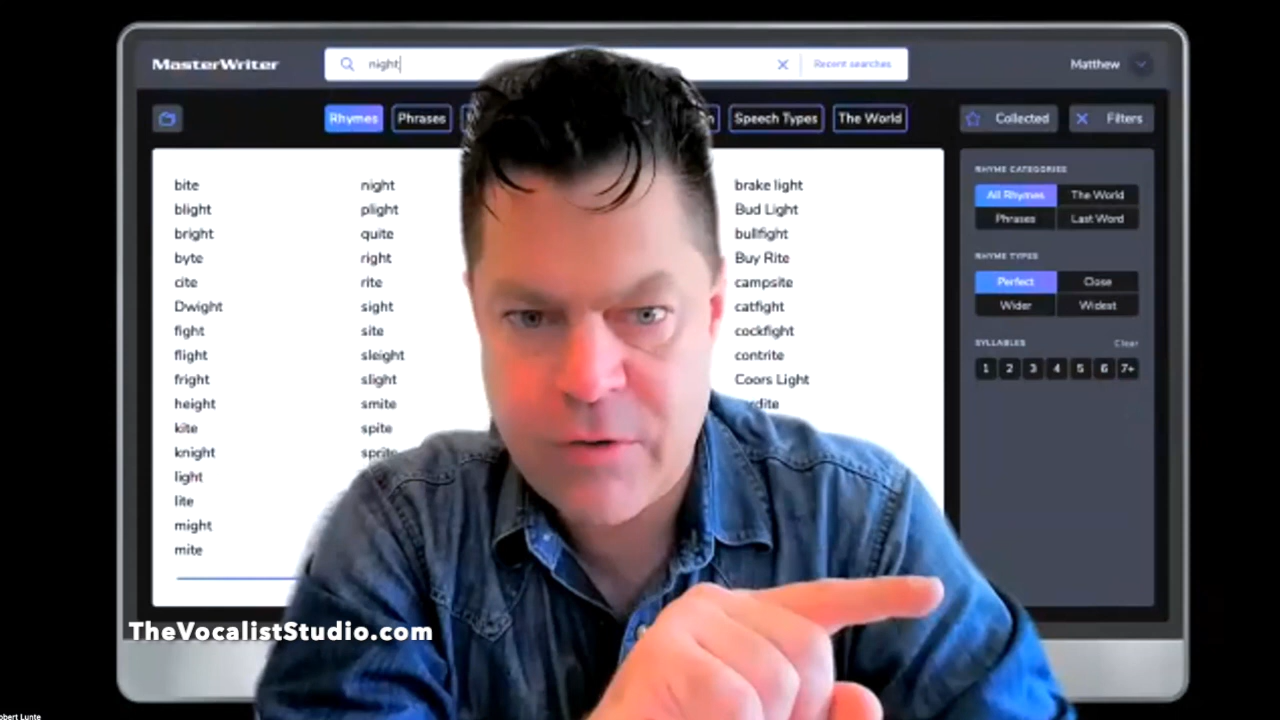 MasterWriter
night
Recent searches
Matthew
Rhymes
Phrases
Speech Types
The World
Collected
Filters
bite
blight
bright
byte
cite
Dwight
fight
flight
fright
height
kite
knight
light
lite
might
mite
night
plight
quite
right
rite
sight
site
sleight
slight
smite
spite
sprite
brake light
Bud Light
bullfight
Buy Rite
campsite
catfight
cockfight
contrite
Coors Light
RHYME CATEGORIES
All Rhymes
The World
Phrases
Last Word
RHYME TYPES
Perfect
Close
Wider
Widest
SYLLABLES
Clear
1 2 3 4 5 6 7+
TheVocalistStudio.com
obert Lunte